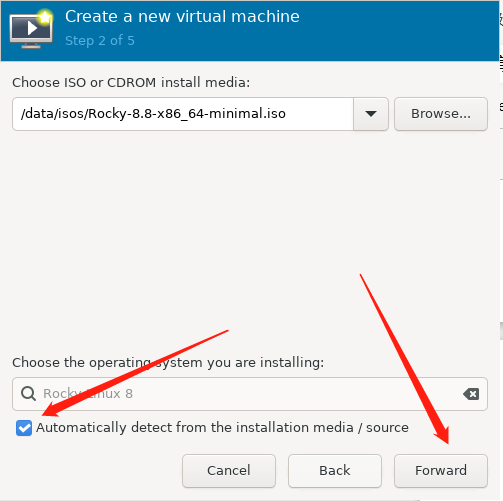 Create a new virtual machine
Step 2 of 5
Choose ISO or CDROM install media:
/data/isos/Rocky-8.8-x86_64-minimal.iso
Browse...
Choose the operating system you are installing:
Rocky Linux 8
Automatically detect from the installation media / source
Cancel
Back
Forward